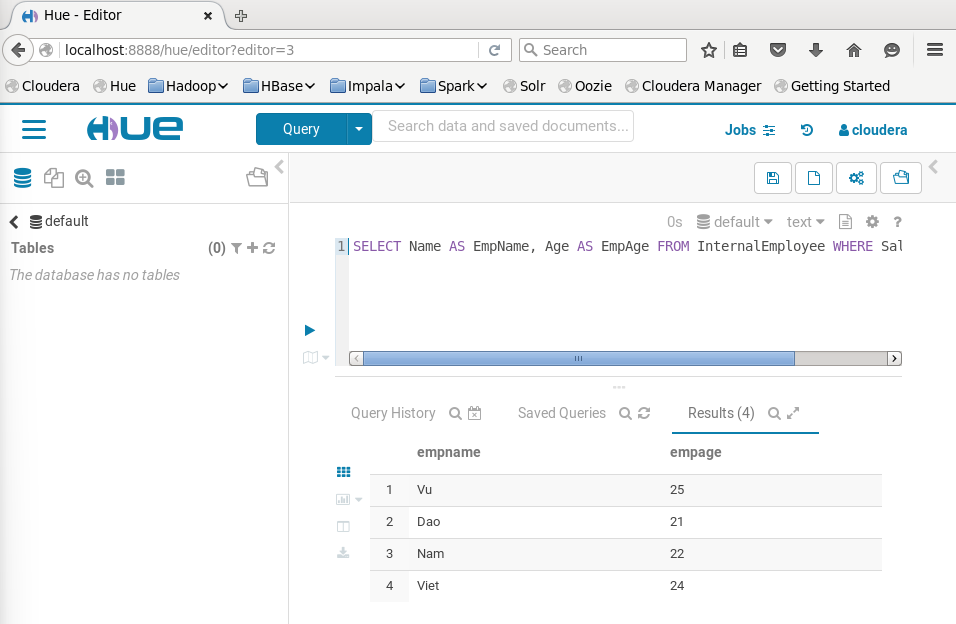 Hue - Editor
localhost:8888/hue/editor?editor=3
Search
Cloudera Hue Hadoop HBase Impala Spark Solr Oozie Cloudera Manager Getting Started
HUE Query Search data and saved documents... Jobs cloudera
default
Tables (0)
The database has no tables
0s default text ?
1 SELECT Name AS EmpName, Age AS EmpAge FROM InternalEmployee WHERE Sal
Query History Saved Queries Results (4)
empname empage
1 Vu 25
2 Dao 21
3 Nam 22
4 Viet 24